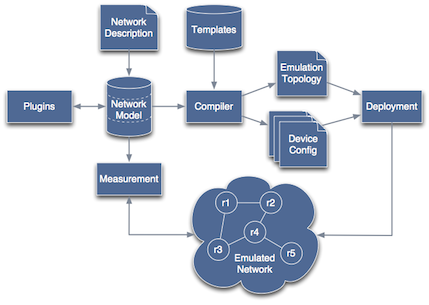 Network
Description
Templates
Emulation
Topology
Plugins
Network
Model
Compiler
Deployment
Device
Config
Measurement
r1
r2
r4
r3
r5
Emulated
Network